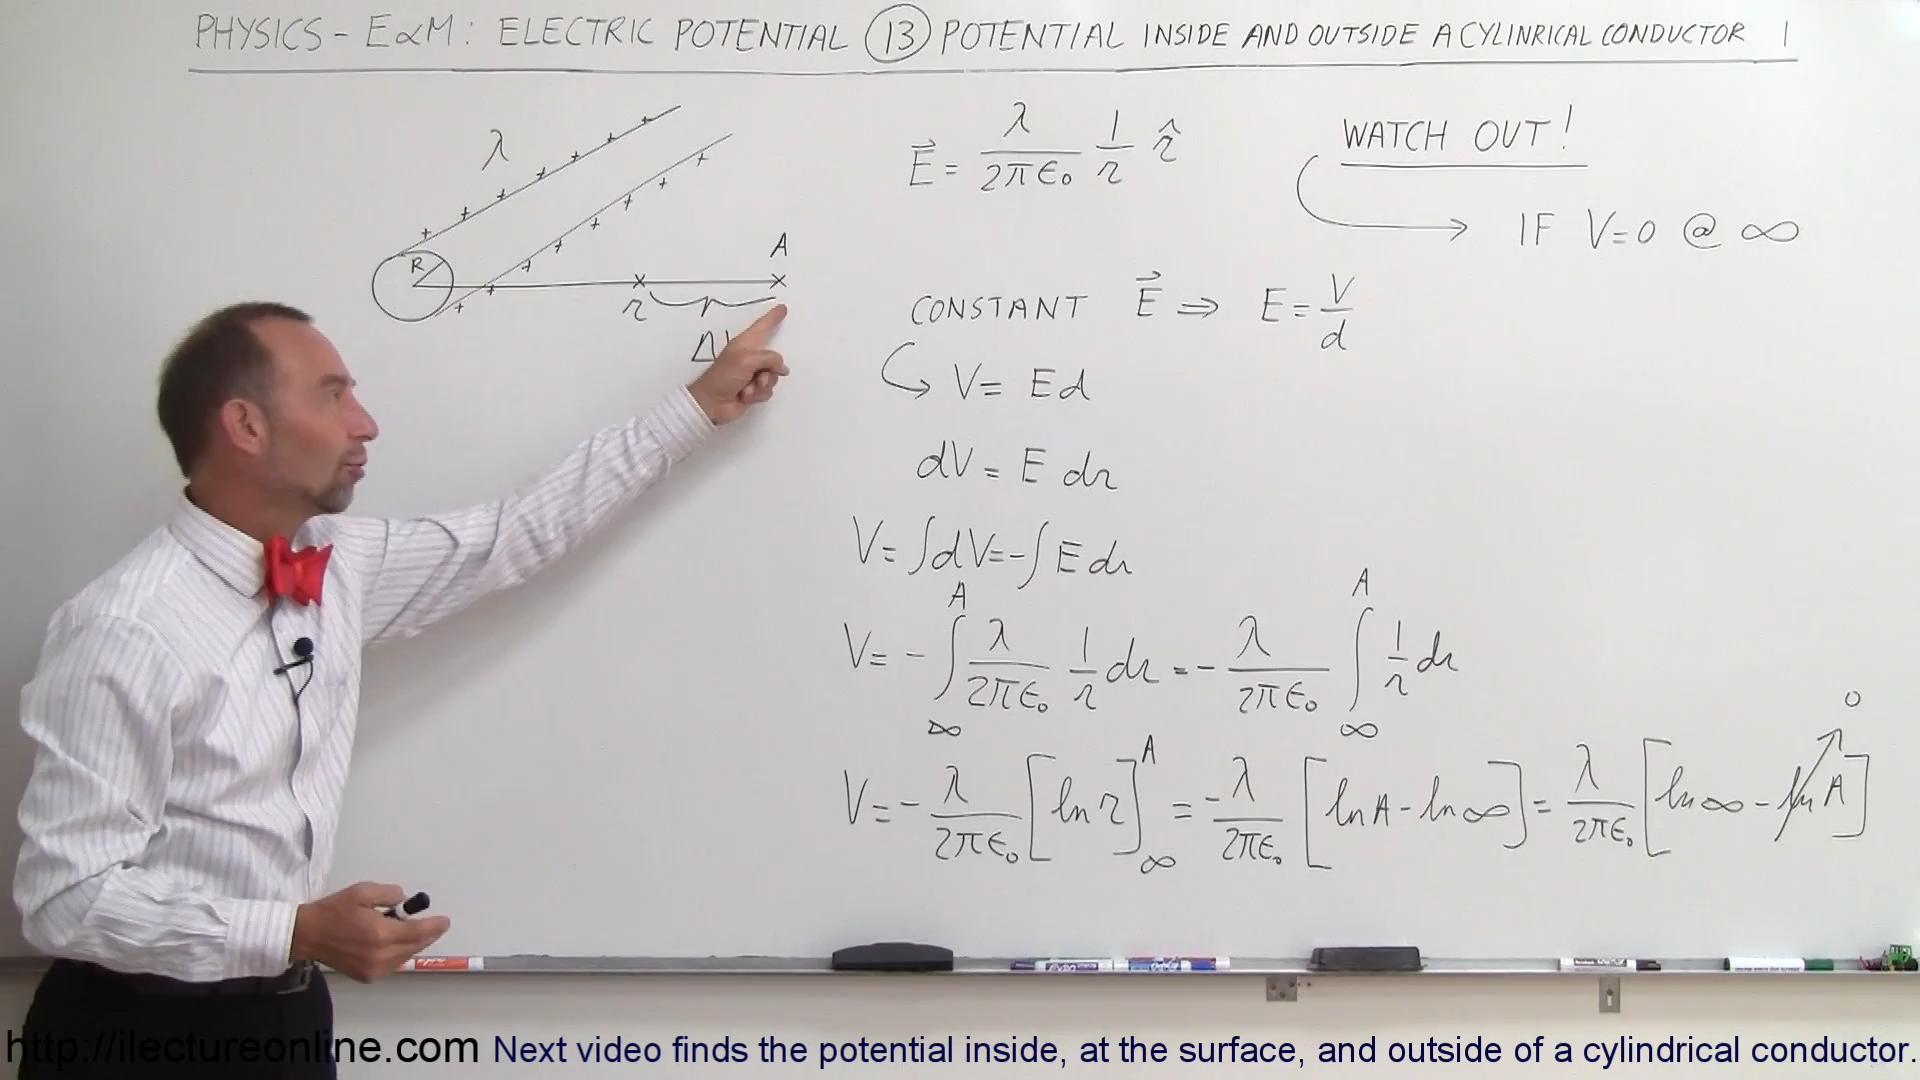 PHYSICS - E&M: ELECTRIC POTENTIAL 13 POTENTIAL INSIDE AND OUTSIDE A CYLINRICAL CONDUCTOR 1
λ
R
r
A
E⃗ = λ/(2πε₀) 1/r r̂
WATCH OUT!
IF V=0 @ ∞
CONSTANT E⃗ ⇒ E = V/d
V = Ed
dV = E dr
V = ∫dV = -∫E dr
V = -∫_∞^A λ/(2πε₀) 1/r dr = - λ/(2πε₀) ∫_∞^A 1/r dr
V = - λ/(2πε₀) [ln r]_∞^A = - λ/(2πε₀) [ln A - ln ∞] = λ/(2πε₀) [ln ∞ - ln A] 0
http://ilectureonline.com Next video finds the potential inside, at the surface, and outside of a cylindrical conductor.